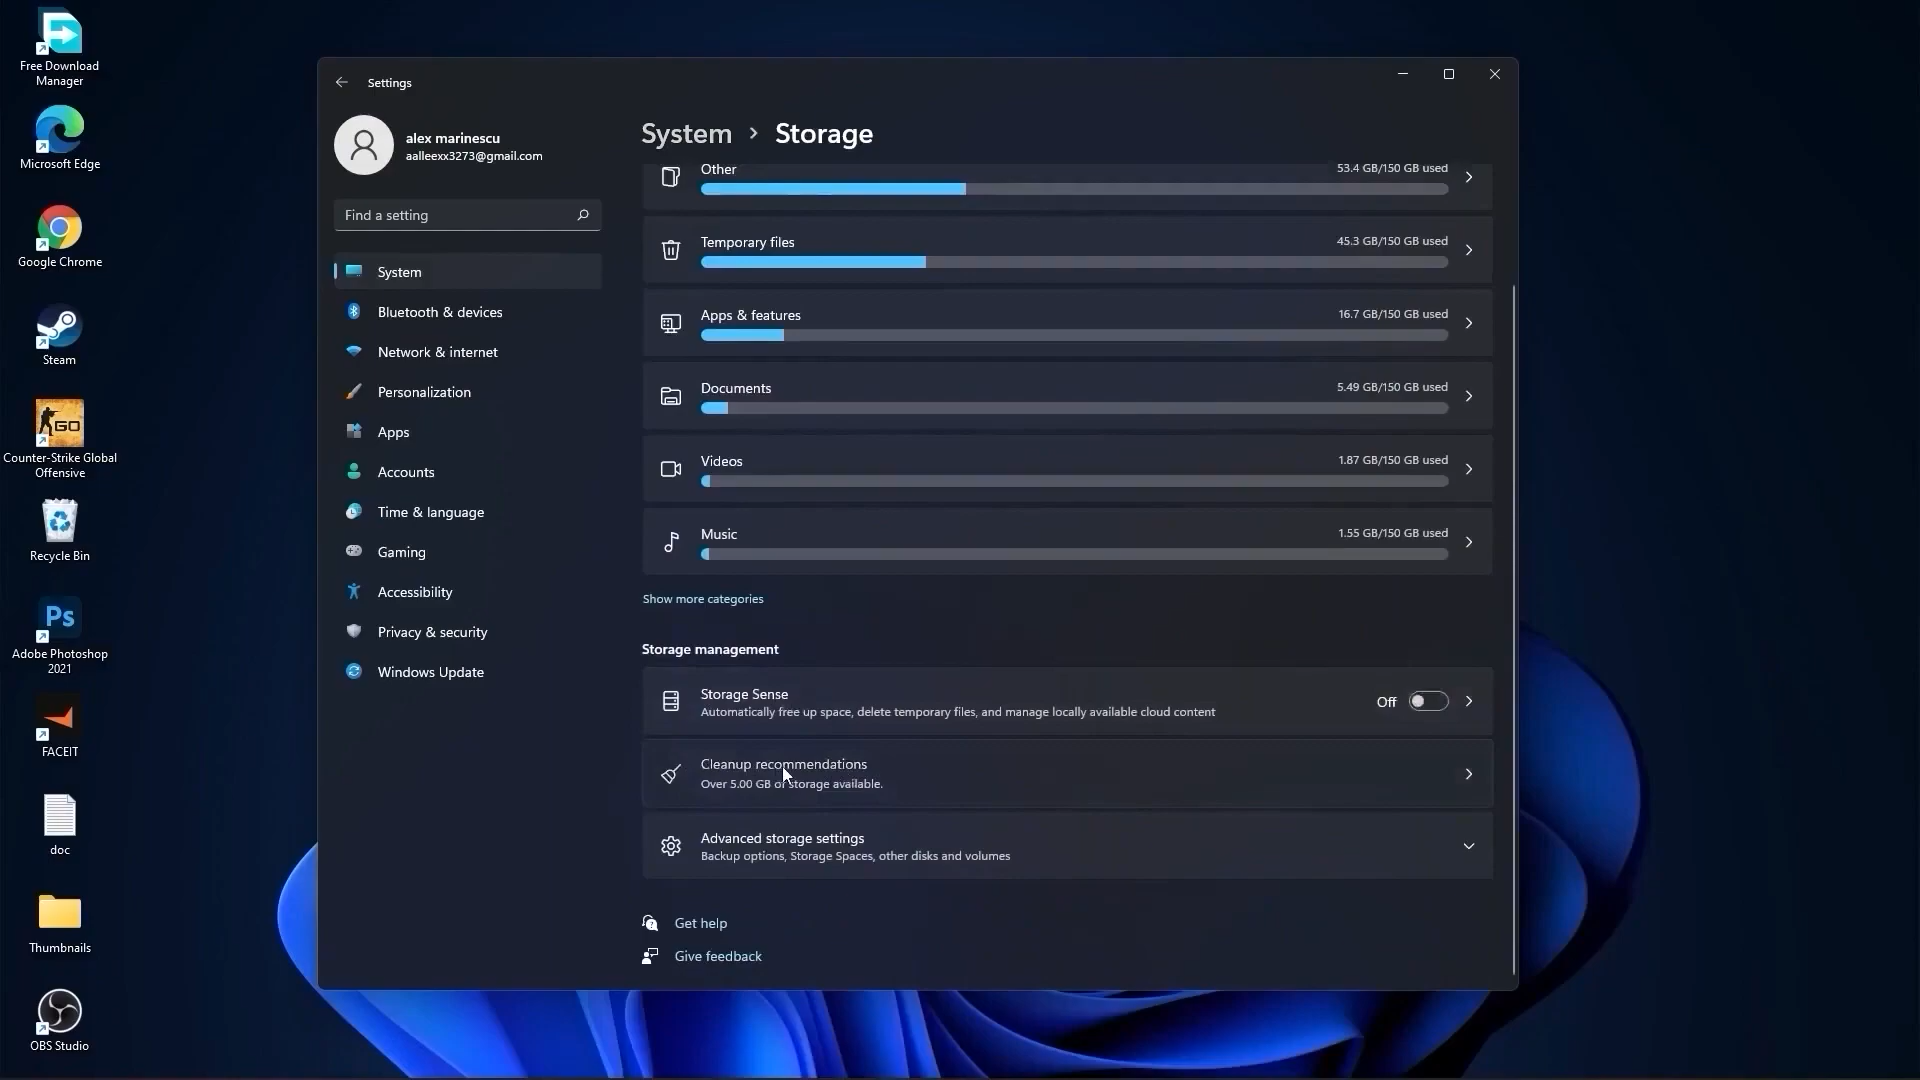 Free Download
Manager
Microsoft Edge
Google Chrome
Steam
GO
Counter-Strike Global
Offensive
Recycle Bin
Ps
Adobe Photoshop
2021
FACEIT
doc
Thumbnails
OBS Studio
Settings
alex marinescu
aalleexx3273@gmail.com
Find a setting
System
Bluetooth & devices
Network & internet
Personalization
Apps
Accounts
Time & language
Gaming
Accessibility
Privacy & security
Windows Update
System > Storage
Other 53.4 GB/150 GB used
Temporary files 45.3 GB/150 GB used
Apps & features 16.7 GB/150 GB used
Documents 5.49 GB/150 GB used
Videos 1.87 GB/150 GB used
Music 1.55 GB/150 GB used
Show more categories
Storage management
Storage Sense
Off
Automatically free up space, delete temporary files, and manage locally available cloud content
Cleanup recommendations
Over 5.00 GB of storage available.
Advanced storage settings
Backup options, Storage Spaces, other disks and volumes
Get help
Give feedback